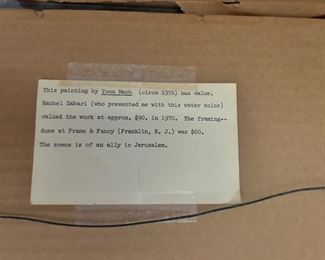 This painting by Yona Mach (circa 1970) has value.
Rachel Zabari (who presented me with this water color)
valued the work at approx, $90. in 1970. The framing--
done at Frame & Fancy (Franklin, N. J.) was $60.
The scene is of an ally in Jerusalem.